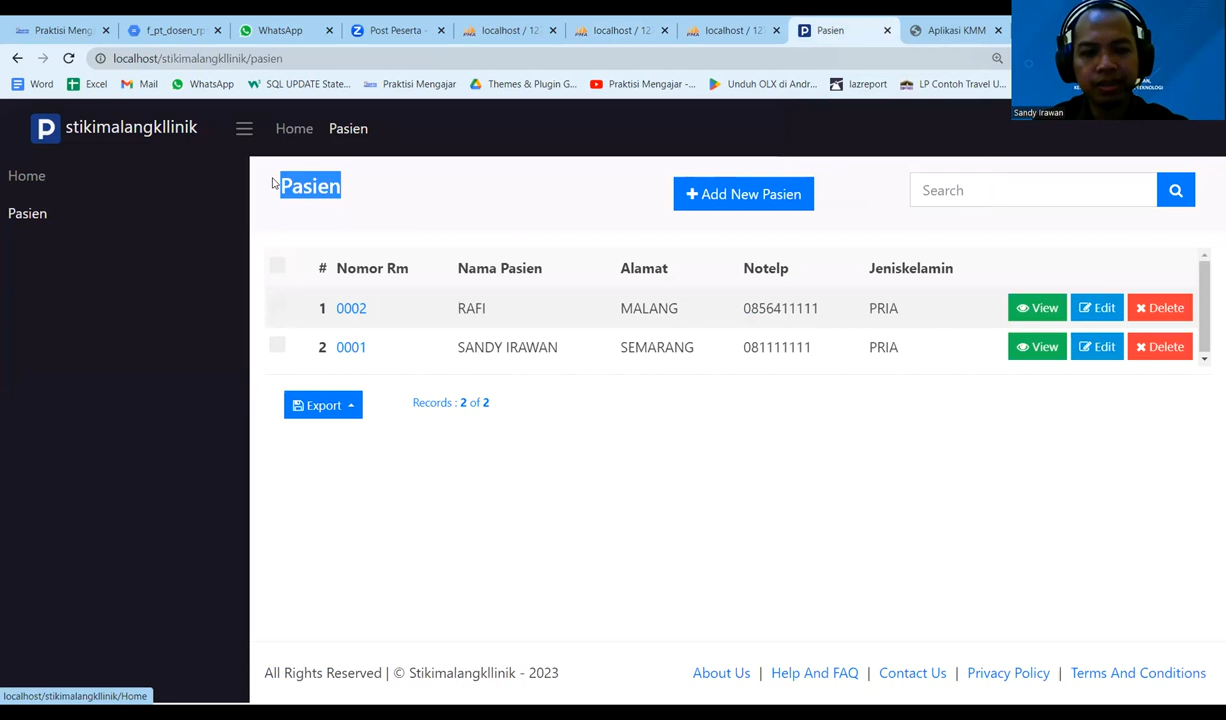 Praktisi Meng
f_pt_dosen_rp
WhatsApp
Post Peserta -
localhost / 12
localhost / 12
localhost / 12
Pasien
Aplikasi KMM
localhost/stikimalangkllinik/pasien
Word
Excel
Mail
WhatsApp
SQL UPDATE State...
Praktisi Mengajar
Themes & Plugin G...
Praktisi Mengajar -...
Unduh OLX di Andr...
lazreport
LP Contoh Travel U...
Sandy Irawan
P stikimalangkllinik
Home
Pasien
Home
Pasien
Pasien
+ Add New Pasien
Search
# Nomor Rm Nama Pasien Alamat Notelp Jeniskelamin
1 0002 RAFI MALANG 0856411111 PRIA View Edit Delete
2 0001 SANDY IRAWAN SEMARANG 081111111 PRIA View Edit Delete
Export
Records : 2 of 2
All Rights Reserved | © Stikimalangkllinik - 2023
About Us | Help And FAQ | Contact Us | Privacy Policy | Terms And Conditions
localhost/stikimalangkllinik/Home